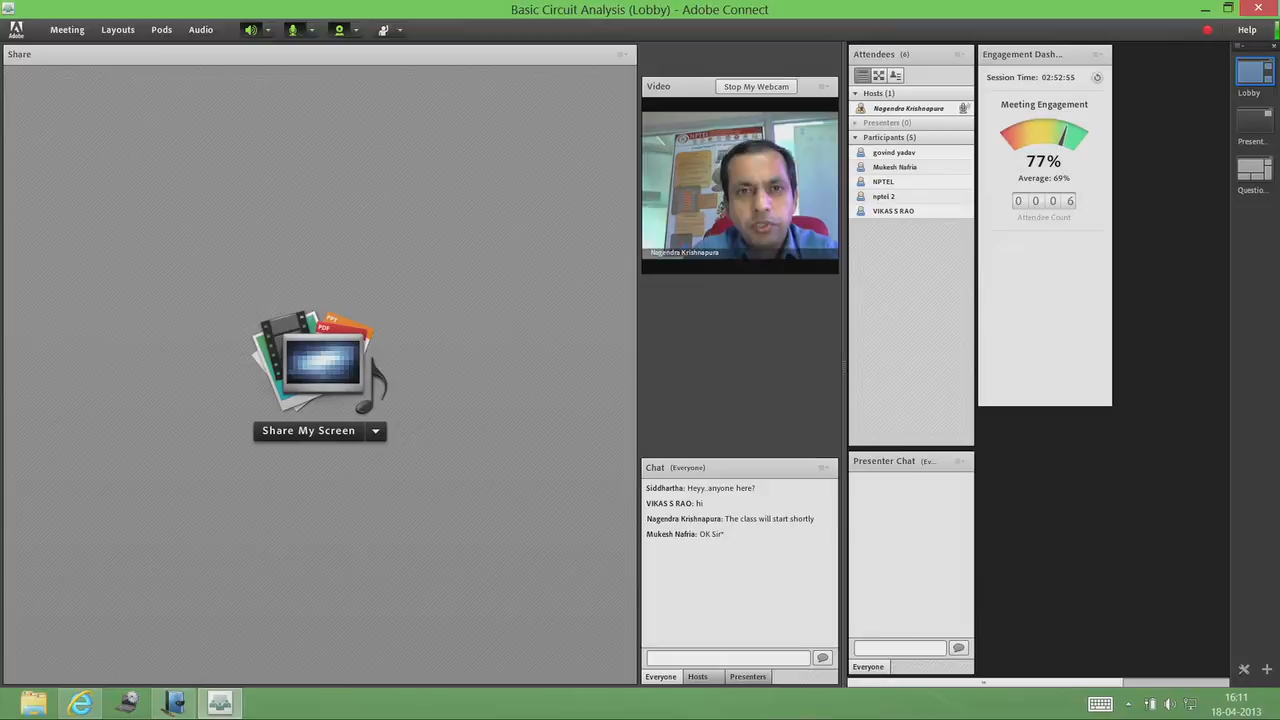 Basic Circuit Analysis (Lobby) - Adobe Connect
Adobe
Meeting
Layouts
Pods
Audio
Help
Share
Share My Screen
Video
Stop My Webcam
NPTEL
Nagendra Krishnapura
Chat (Everyone)
Siddhartha: Heyy..anyone here?
VIKAS S RAO: hi
Nagendra Krishnapura: The class will start shortly
Mukesh Nafria: OK Sir*
Everyone
Hosts
Presenters
Attendees (6)
Hosts (1)
Nagendra Krishnapura
Presenters (0)
Participants (5)
govind yadav
Mukesh Nafria
NPTEL
nptel 2
VIKAS S RAO
Presenter Chat (Ev...
Everyone
Engagement Dash...
Session Time: 02:52:55
Meeting Engagement
77%
Average: 69%
0 0 0 6
Attendee Count
Lobby
Present...
Questio...
PPT
PDF
16:11
18-04-2013